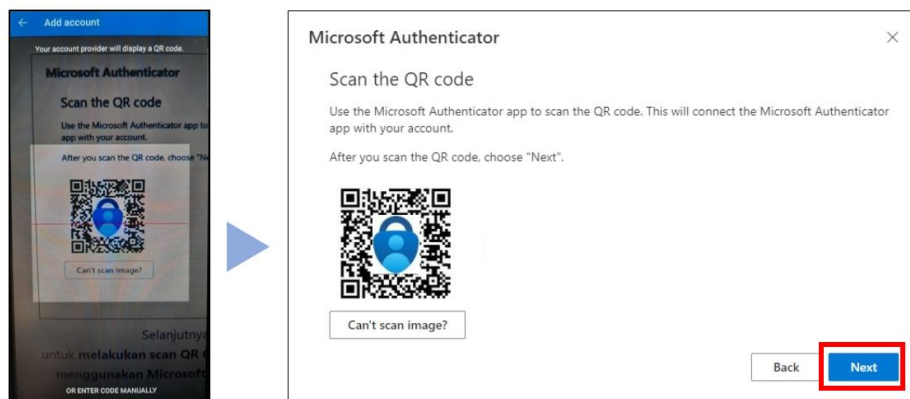 ← Add account
Your account provider will display a QR code.
Microsoft Authenticator
Scan the QR code
Use the Microsoft Authenticator app to
app with your account.
After you scan the QR code, choose "Ne
Can't scan image?
Selanjutnya
untuk melakukan scan QR C
menggunakan Microsoft
OR ENTER CODE MANUALLY
Microsoft Authenticator
Scan the QR code
Use the Microsoft Authenticator app to scan the QR code. This will connect the Microsoft Authenticator
app with your account.
After you scan the QR code, choose "Next".
Can't scan image?
Back Next